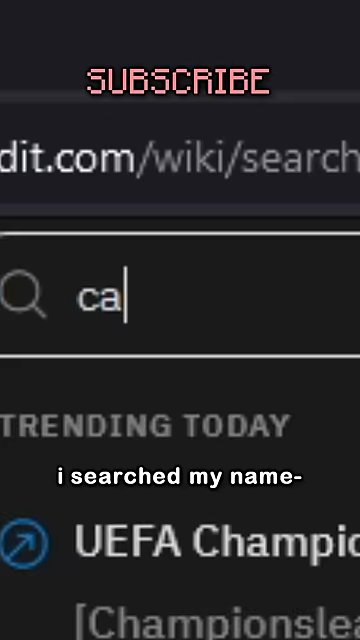 SUBSCRIBE
dit.com/wiki/search
ca
TRENDING TODAY
i searched my name-
UEFA Champio
[Championslea